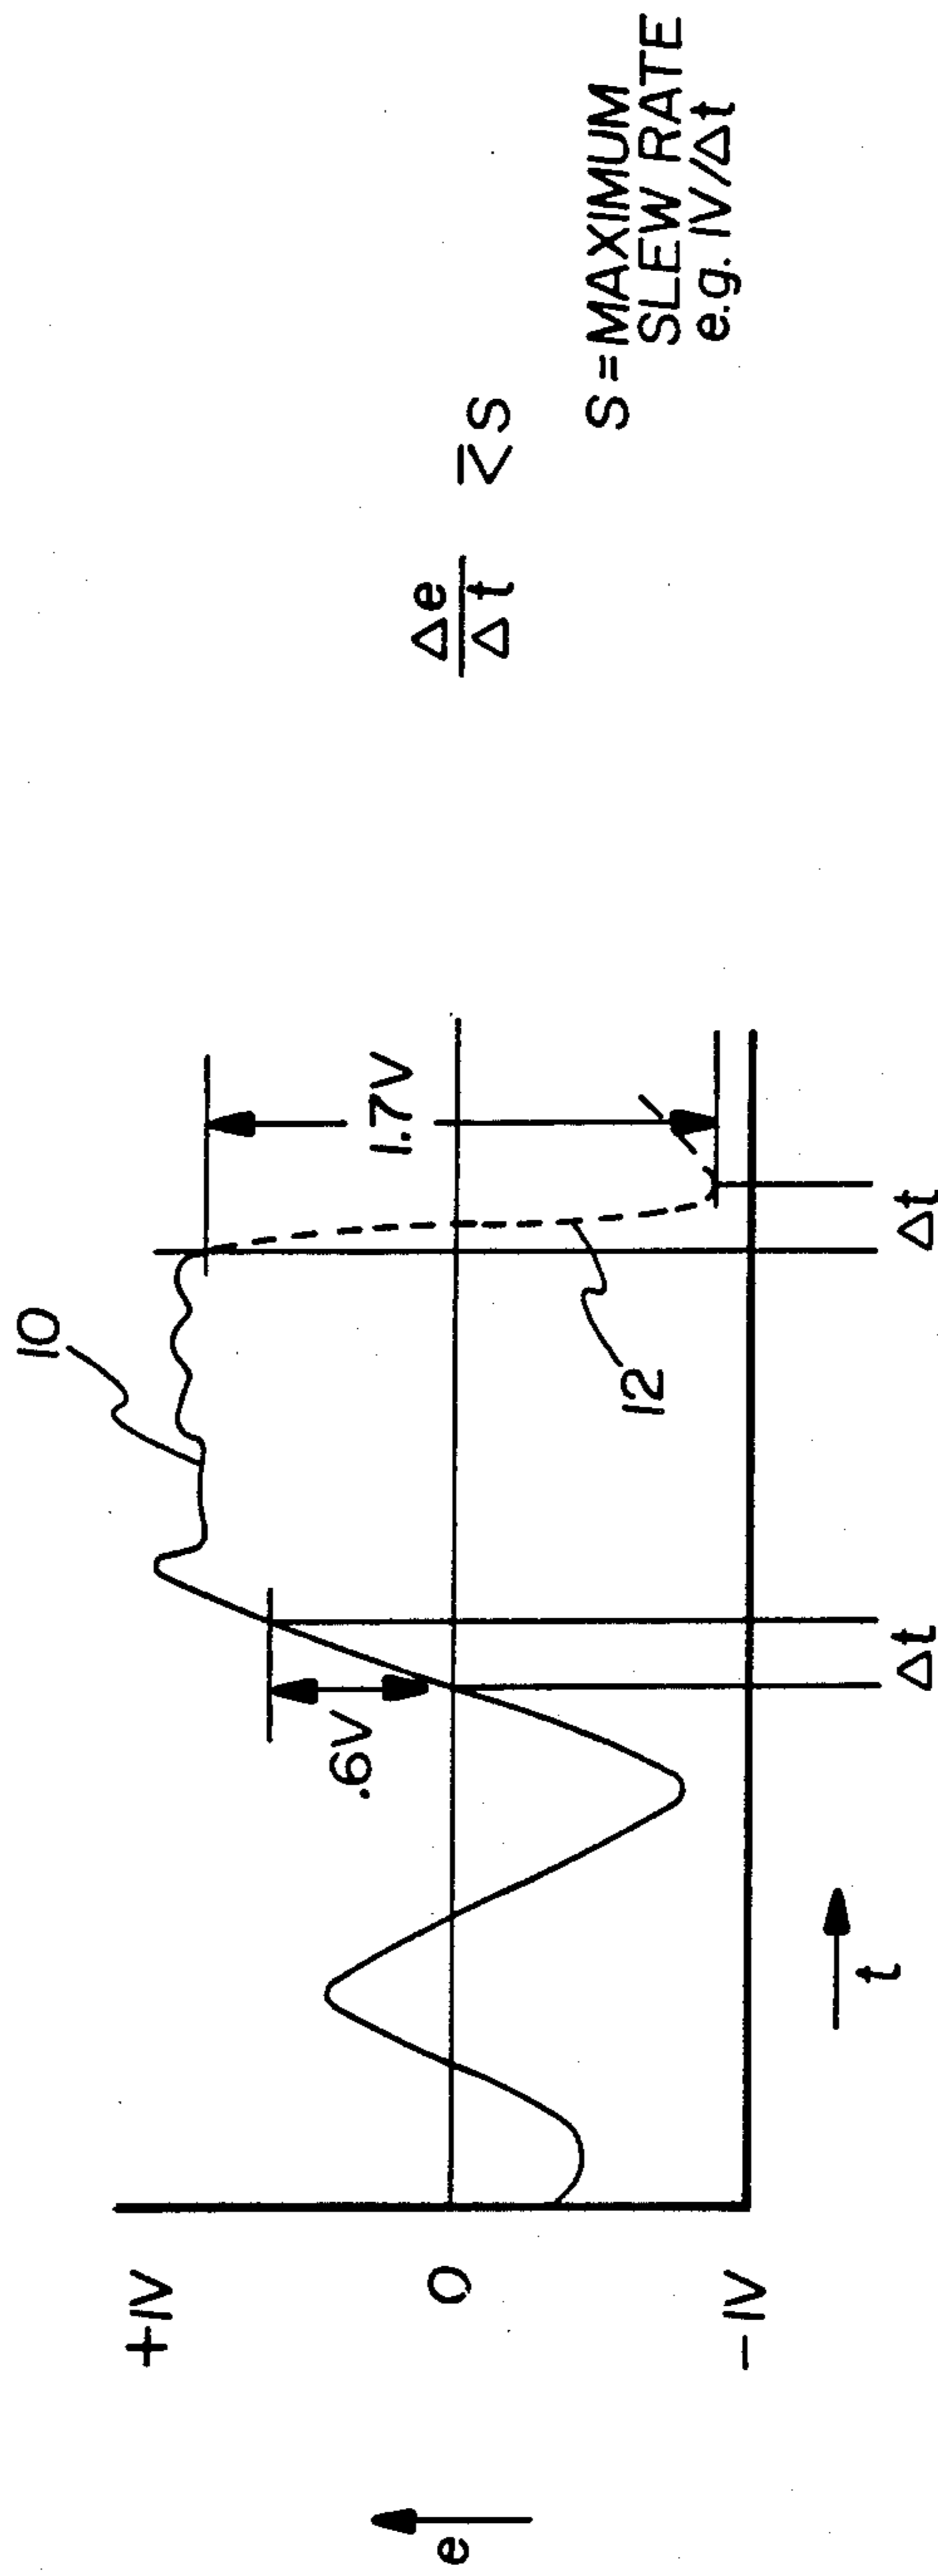 10
+1V
0
-1V
e
.6V
1.7V
12
t
Δt
Δt
Δe
Δt
⋜ S
S = MAXIMUM
SLEW RATE
e.g. 1V/Δt